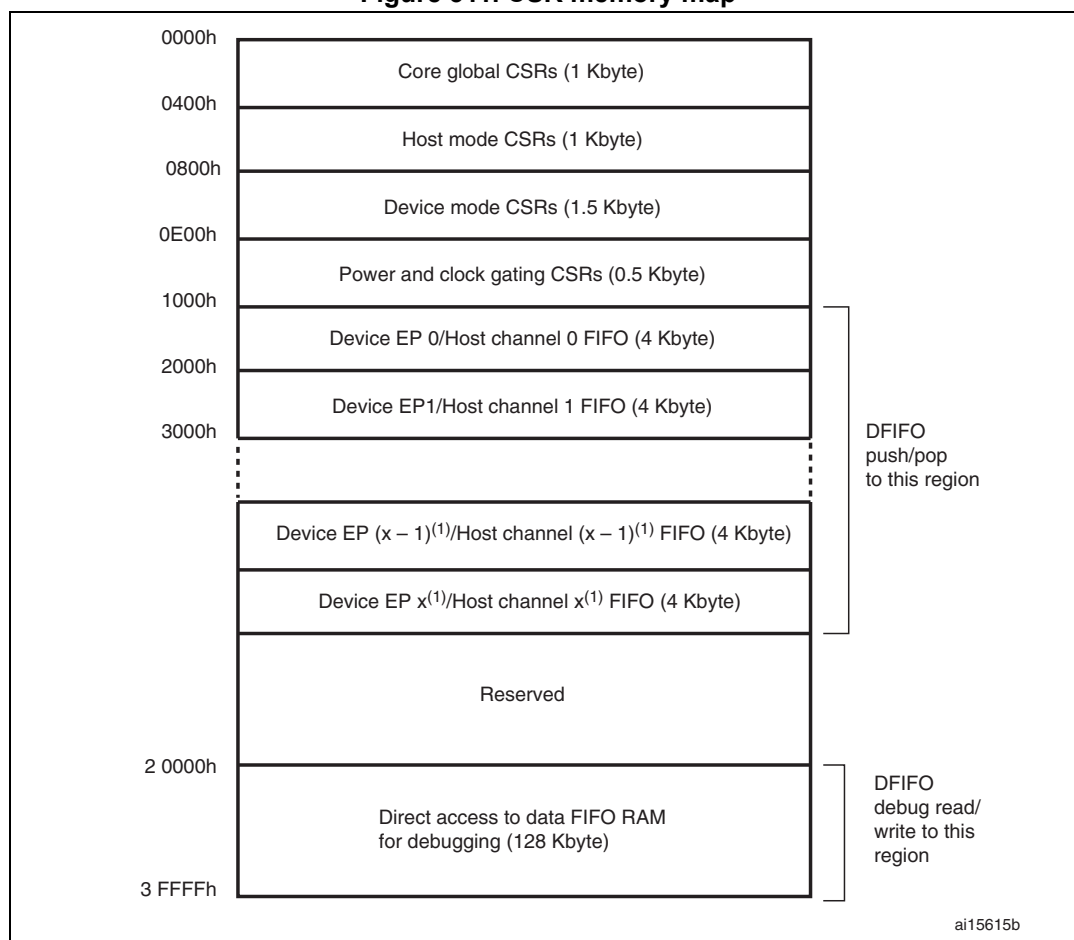 0000h
Core global CSRs (1 Kbyte)
0400h
Host mode CSRs (1 Kbyte)
0800h
Device mode CSRs (1.5 Kbyte)
0E00h
Power and clock gating CSRs (0.5 Kbyte)
1000h
Device EP 0/Host channel 0 FIFO (4 Kbyte)
2000h
Device EP1/Host channel 1 FIFO (4 Kbyte)
3000h
DFIFO
push/pop
to this region
Device EP (x – 1)(1)/Host channel (x – 1)(1) FIFO (4 Kbyte)
Device EP x(1)/Host channel x(1) FIFO (4 Kbyte)
Reserved
2 0000h
DFIFO
debug read/
write to this
region
Direct access to data FIFO RAM
for debugging (128 Kbyte)
3 FFFFh
ai15615b